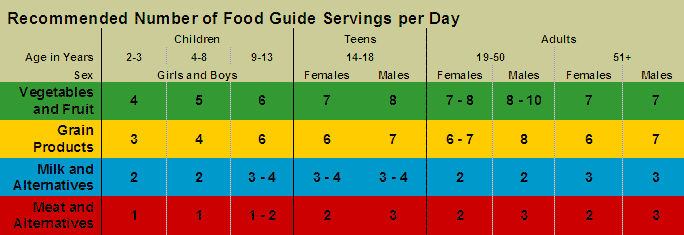 Recommended Number of Food Guide Servings per Day
Children Teens Adults
Age in Years 2-3 4-8 9-13 14-18 19-50 51+
Sex Girls and Boys Females Males Females Males Females Males
Vegetables
and Fruit 4 5 6 7 8 7 - 8 8 - 10 7 7
Grain
Products 3 4 6 6 7 6 - 7 8 6 7
Milk and
Alternatives 2 2 3 - 4 3 - 4 3 - 4 2 2 3 3
Meat and
Alternatives 1 1 1 - 2 2 3 2 3 2 3